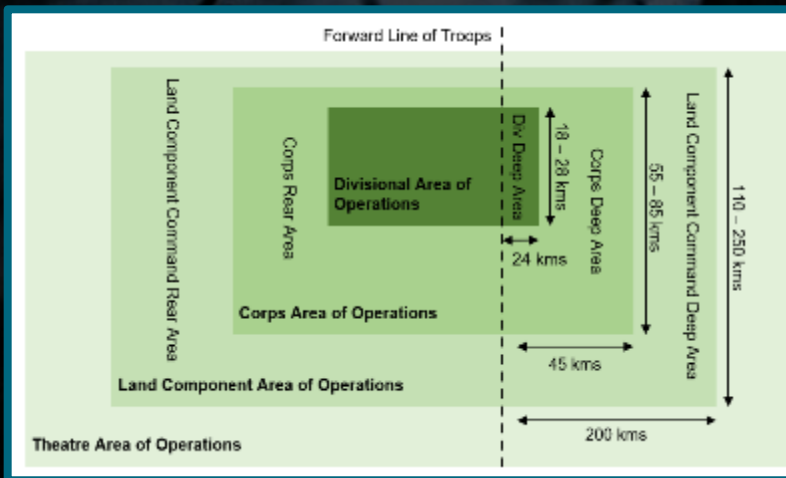 Forward Line of Troops
Land Component Command Rear Area
Corps Rear Area
Divisional Area of
Operations
Div Deep Area
18 – 28 kms
24 kms
Corps Deep Area
55 – 85 kms
Land Component Command Deep Area
110 – 250 kms
Corps Area of Operations
45 kms
Land Component Area of Operations
200 kms
Theatre Area of Operations